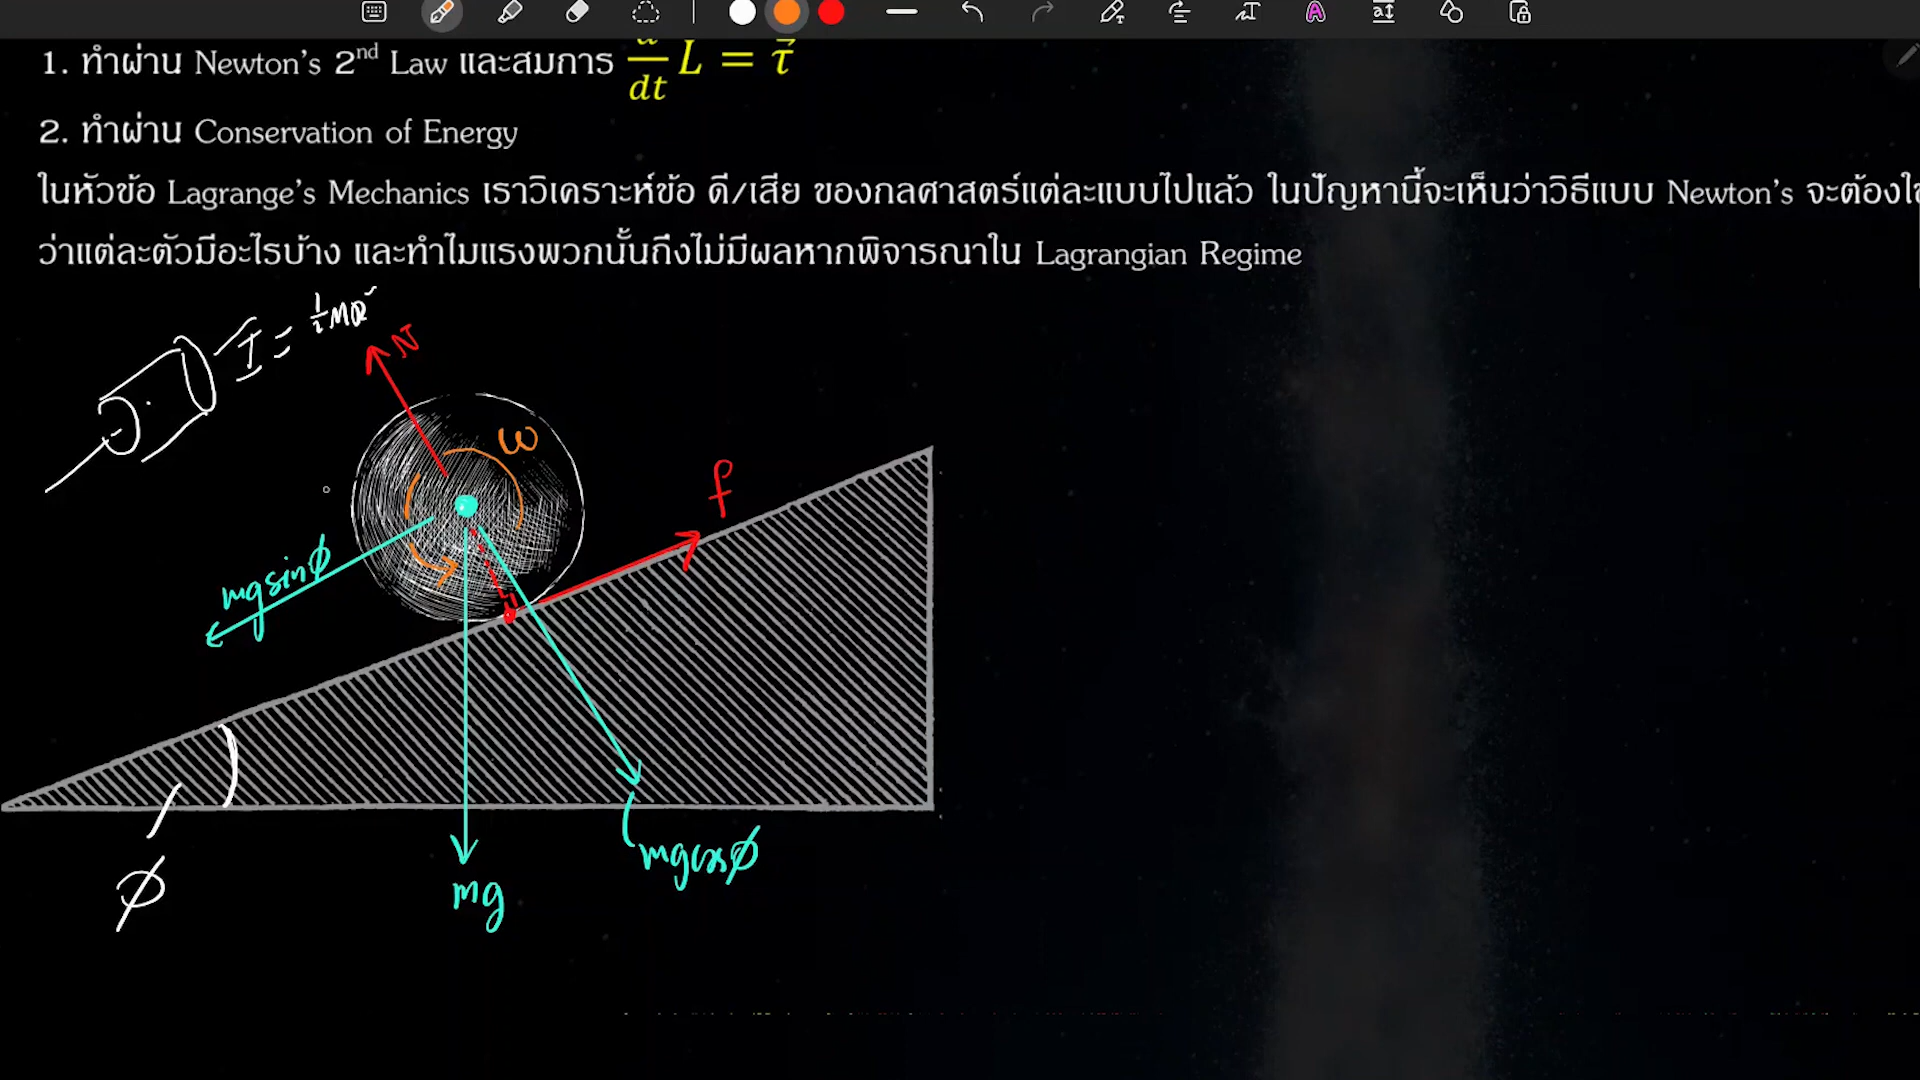 1. ทำผ่าน Newton's 2nd Law และสมการ d/dt L = τ⃗
2. ทำผ่าน Conservation of Energy
ในหัวข้อ Lagrange's Mechanics เราวิเคราะห์ข้อ ดี/เสีย ของกลศาสตร์แต่ละแบบไปแล้ว ในปัญหานี้จะเห็นว่าวิธีแบบ Newton's จะต้อง
ว่าแต่ละตัวมีอะไรบ้าง และทำไมแรงพวกนั้นถึงไม่มีผลหากพิจารณาใน Lagrangian Regime
I = ½MR²
N
ω
f
mg sinϕ
mg cosϕ
ϕ
mg